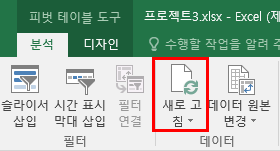 피벗 테이블 도구
프로젝트3.xlsx - Excel (제
분석
디자인
수행할 작업을 알려 주
슬라이서
삽입
시간 표시
막대 삽입
필터
연결
필터
새로 고
침
데이터 원본
변경
데이터